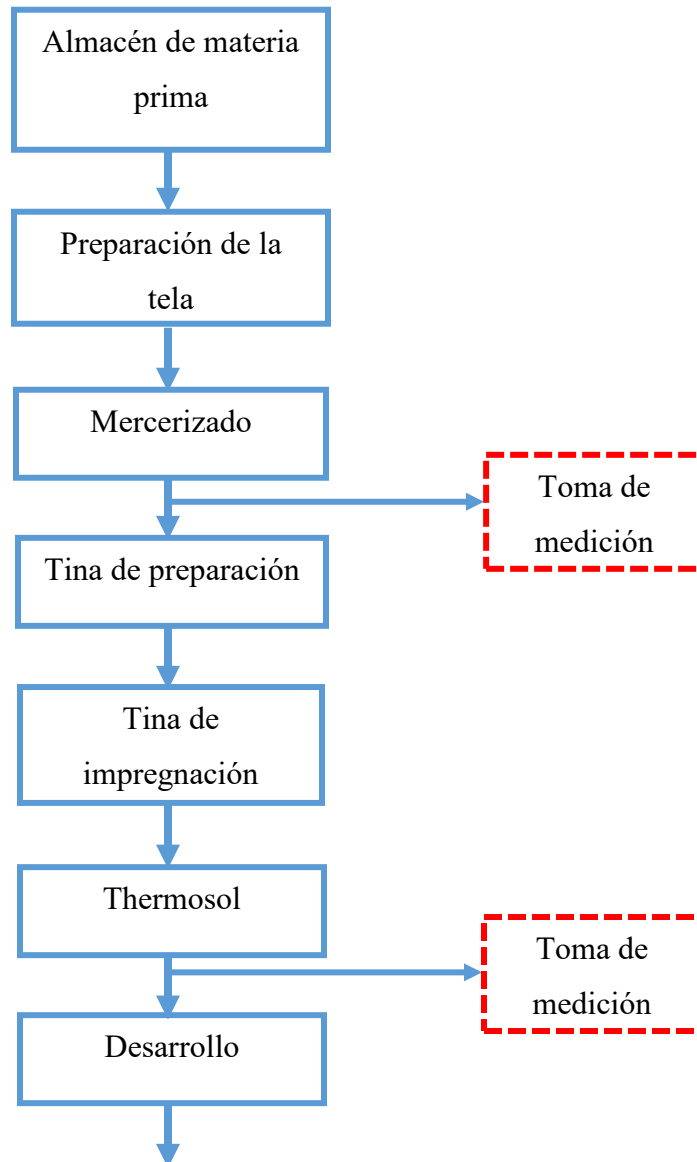 Almacén de materia
prima
Preparación de la
tela
Mercerizado
Toma de
medición
Tina de preparación
Tina de
impregnación
Thermosol
Toma de
medición
Desarrollo